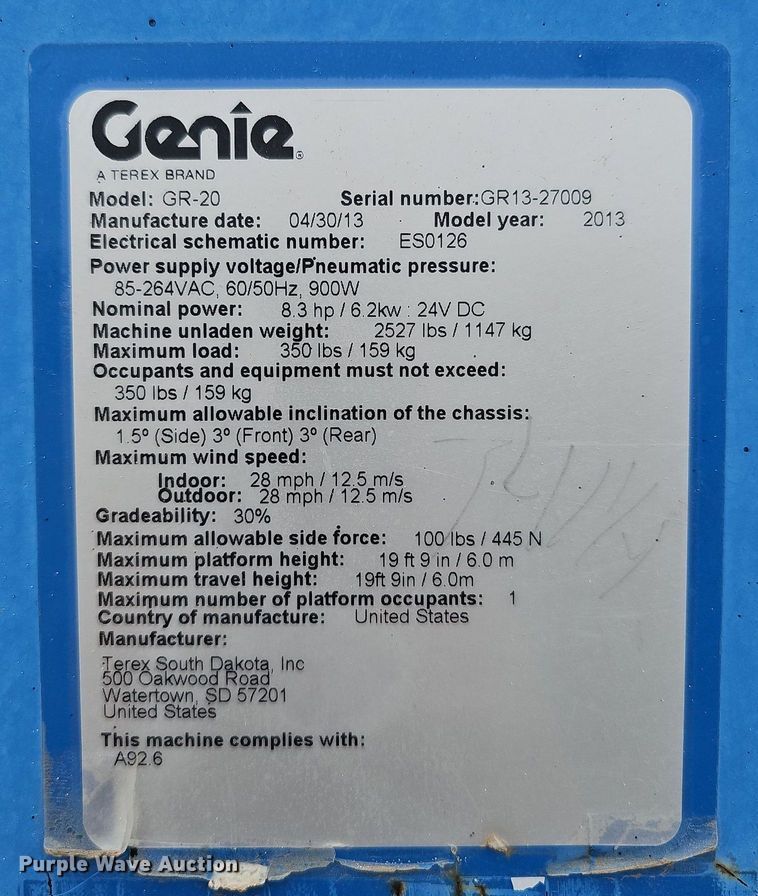 Genie®
A TEREX BRAND
Model: GR-20 Serial number:GR13-27009
Manufacture date: 04/30/13 Model year: 2013
Electrical schematic number: ES0126
Power supply voltage/Pneumatic pressure:
85-264VAC, 60/50Hz, 900W
Nominal power: 8.3 hp / 6.2kw : 24V DC
Machine unladen weight: 2527 lbs / 1147 kg
Maximum load: 350 lbs / 159 kg
Occupants and equipment must not exceed:
350 lbs / 159 kg
Maximum allowable inclination of the chassis:
1.5º (Side) 3º (Front) 3º (Rear)
Maximum wind speed:
Indoor: 28 mph / 12.5 m/s
Outdoor: 28 mph / 12.5 m/s
Gradeability: 30%
Maximum allowable side force: 100 lbs / 445 N
Maximum platform height: 19 ft 9 in / 6.0 m
Maximum travel height: 19ft 9in / 6.0m
Maximum number of platform occupants: 1
Country of manufacture: United States
Manufacturer:
Terex South Dakota, Inc
500 Oakwood Road
Watertown, SD 57201
United States
This machine complies with:
A92.6
Purple Wave Auction